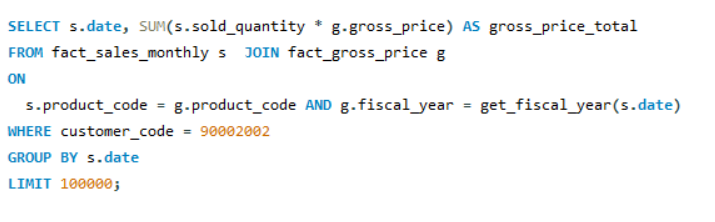 SELECT s.date, SUM(s.sold_quantity * g.gross_price) AS gross_price_total
FROM fact_sales_monthly s  JOIN fact_gross_price g
ON
  s.product_code = g.product_code AND g.fiscal_year = get_fiscal_year(s.date)
WHERE customer_code = 90002002
GROUP BY s.date
LIMIT 100000;